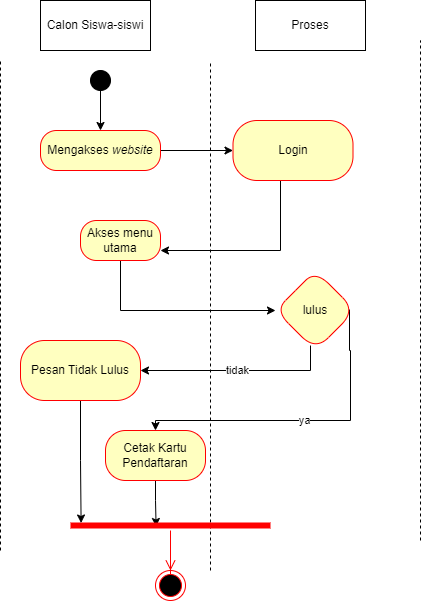 Calon Siswa-siswi
Proses
Mengakses website
Login
Akses menu
utama
lulus
Pesan Tidak Lulus
tidak
ya
Cetak Kartu
Pendaftaran